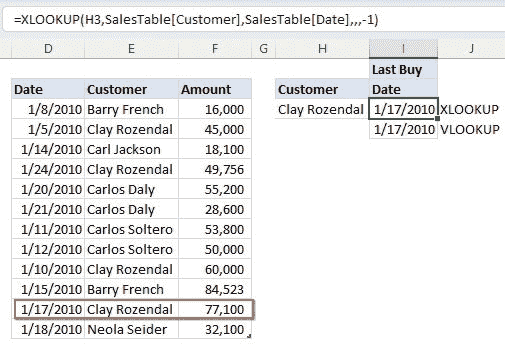 =XLOOKUP(H3,SalesTable[Customer],SalesTable[Date],,,-1)
D E F G H I J
Last Buy
Date Customer Amount Customer Date
1/8/2010 Barry French 16,000 Clay Rozendal 1/17/2010 XLOOKUP
1/5/2010 Clay Rozendal 45,000 1/17/2010 VLOOKUP
1/14/2010 Carl Jackson 18,100
1/24/2010 Clay Rozendal 49,756
1/20/2010 Carlos Daly 55,200
1/21/2010 Carlos Daly 28,600
1/11/2010 Carlos Soltero 53,800
1/12/2010 Carlos Soltero 50,000
1/10/2010 Clay Rozendal 60,000
1/15/2010 Barry French 84,523
1/17/2010 Clay Rozendal 77,100
1/18/2010 Neola Seider 32,100